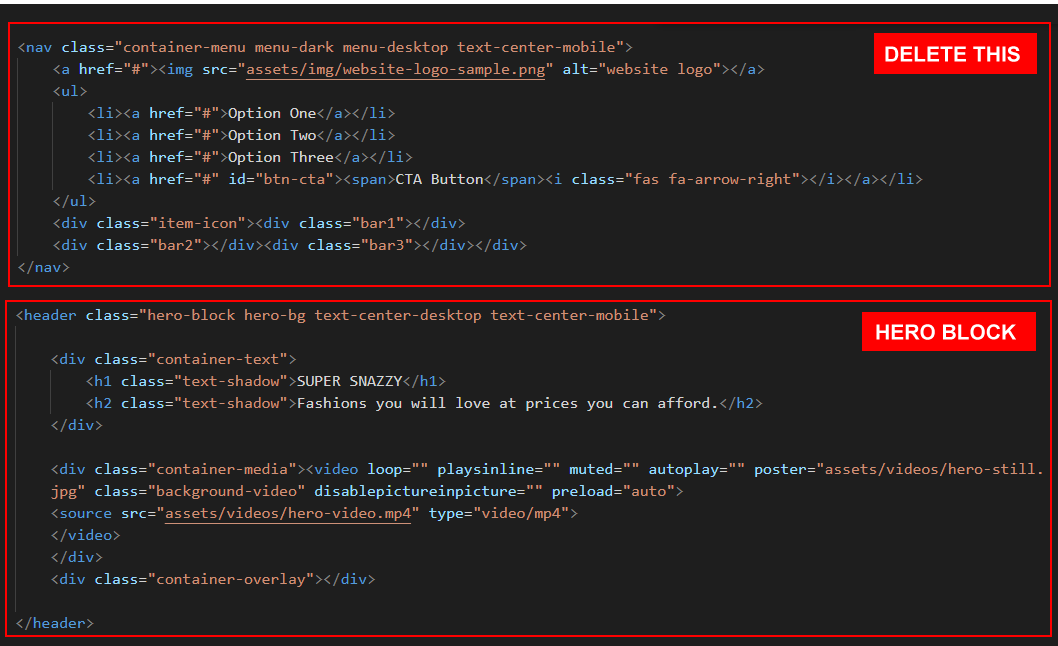 <nav class="container-menu menu-dark menu-desktop text-center-mobile">
DELETE THIS
<a href="#"><img src="assets/img/website-logo-sample.png" alt="website logo"></a>
<ul>
<li><a href="#">Option One</a></li>
<li><a href="#">Option Two</a></li>
<li><a href="#">Option Three</a></li>
<li><a href="#" id="btn-cta"><span>CTA Button</span><i class="fas fa-arrow-right"></i></a></li>
</ul>
<div class="item-icon"><div class="bar1"></div>
<div class="bar2"></div><div class="bar3"></div></div>
</nav>
<header class="hero-block hero-bg text-center-desktop text-center-mobile">
HERO BLOCK
<div class="container-text">
<h1 class="text-shadow">SUPER SNAZZY</h1>
<h2 class="text-shadow">Fashions you will love at prices you can afford.</h2>
</div>
<div class="container-media"><video loop="" playsinline="" muted="" autoplay="" poster="assets/videos/hero-still.
jpg" class="background-video" disablepictureinpicture="" preload="auto">
<source src="assets/videos/hero-video.mp4" type="video/mp4">
</video>
</div>
<div class="container-overlay"></div>
</header>